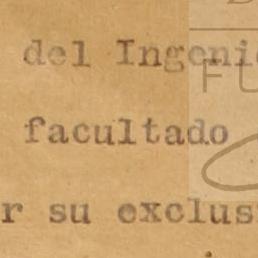 del Ingeni
facultado
r su exclus